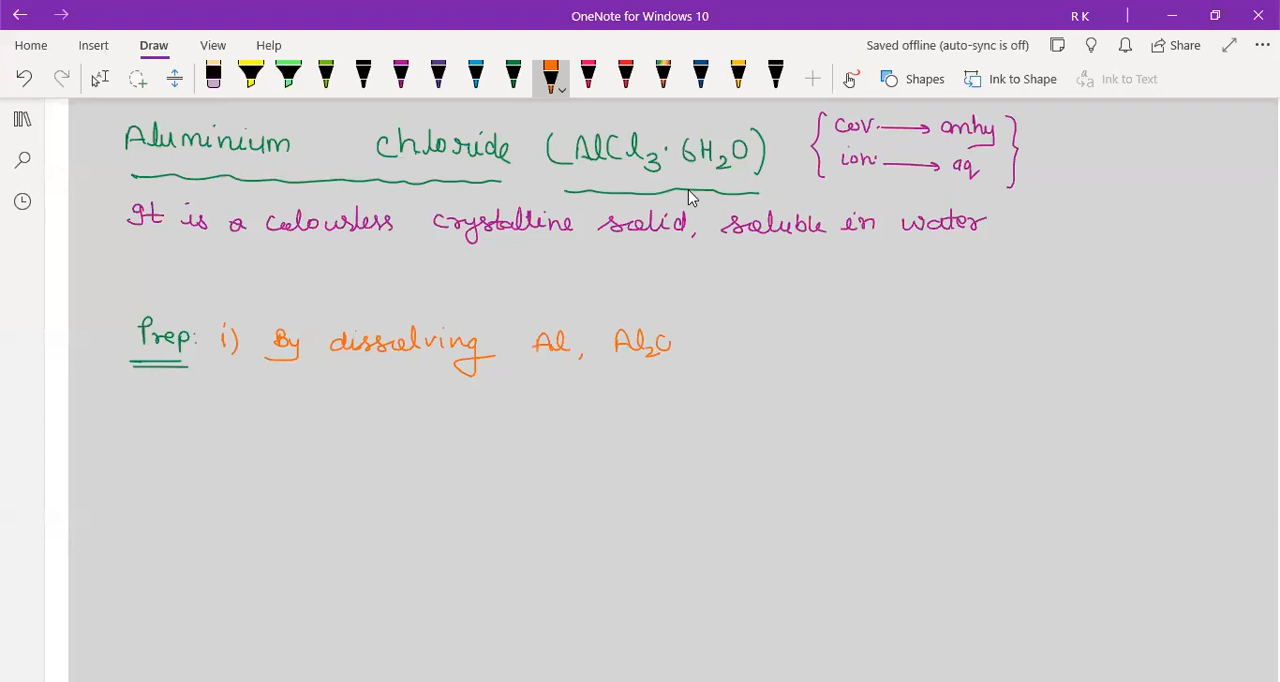 OneNote for Windows 10
R K
Home Insert Draw View Help
Saved offline (auto-sync is off)
Share
Shapes
Ink to Shape
Ink to Text
Aluminium chloride (AlCl₃·6H₂O) {cov. → anhy
ion· → aq}
It is a colousless crystalline solid, soluble in water
Prep: i) By dissolving Al, Al₂O